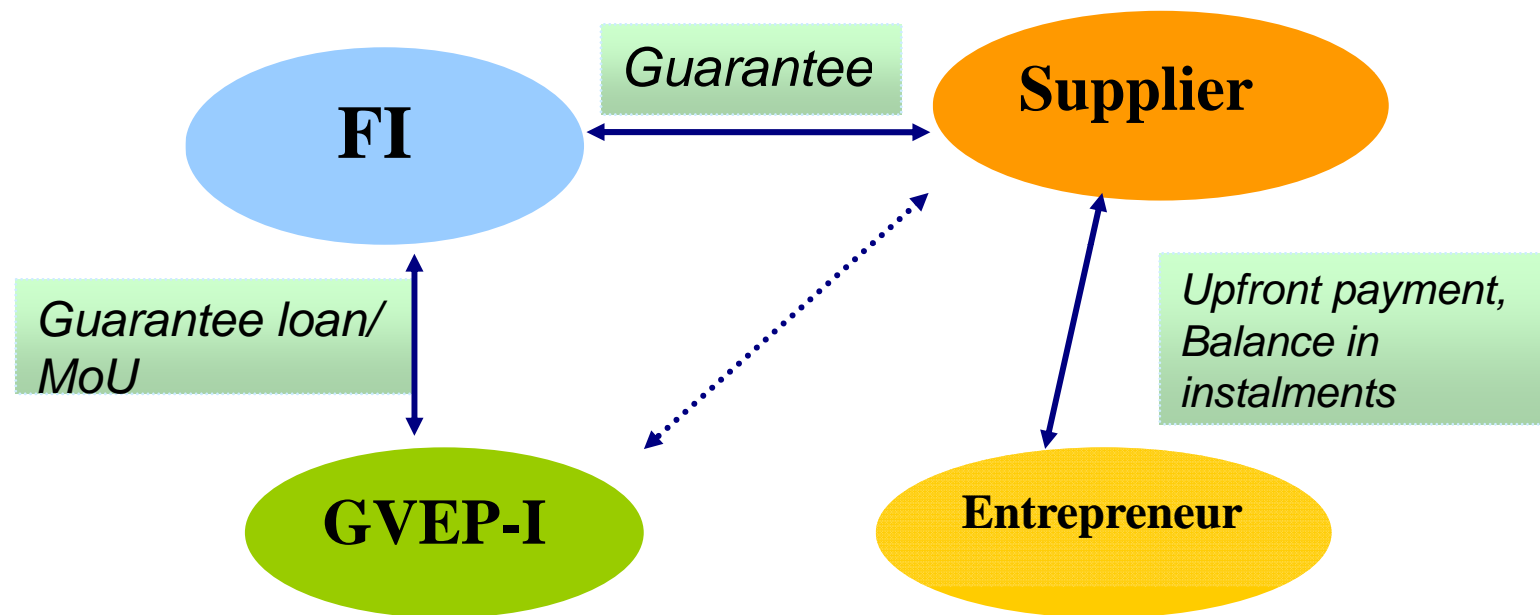 Guarantee
Supplier
FI
Guarantee loan/
MoU
Upfront payment,
Balance in
instalments
GVEP-I
Entrepreneur